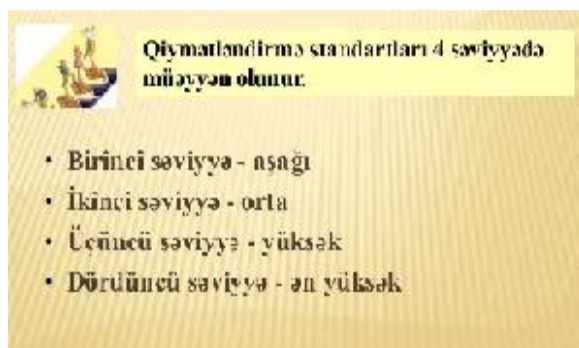 Qiymətləndirmə standartları 4 səviyyədə
müəyyən olunur:
• Birinci səviyyə - aşağı
• İkinci səviyyə - orta
• Üçüncü səviyyə - yüksək
• Dördüncü səviyyə - ən yüksək